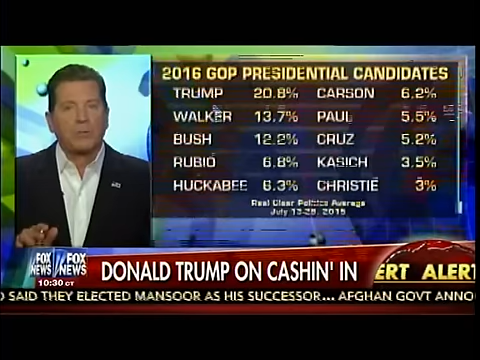 2016 GOP PRESIDENTIAL CANDIDATES
TRUMP 20.8% CARSON 6.2%
WALKER 13.7% PAUL 5.5%
BUSH 12.2% CRUZ 5.2%
RUBIO 6.8% KASICH 3.5%
HUCKABEE 6.3% CHRISTIE 3%
Real Clear Politics Average
July 13-28, 2015
FOX NEWS FOX NEWS
DONALD TRUMP ON CASHIN' IN
ERT ALERT
10:30 CT
O SAID THEY ELECTED MANSOOR AS HIS SUCCESSOR... AFGHAN GOVT ANNO